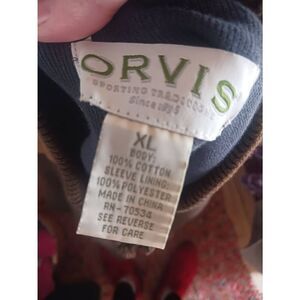 ORVIS
SPORTING TRADITIONS
Since 1856
XL
BODY:
100% COTTON
SLEEVE LINING:
100% POLYESTER
MADE IN CHINA
RN-70534
SEE REVERSE
FOR CARE